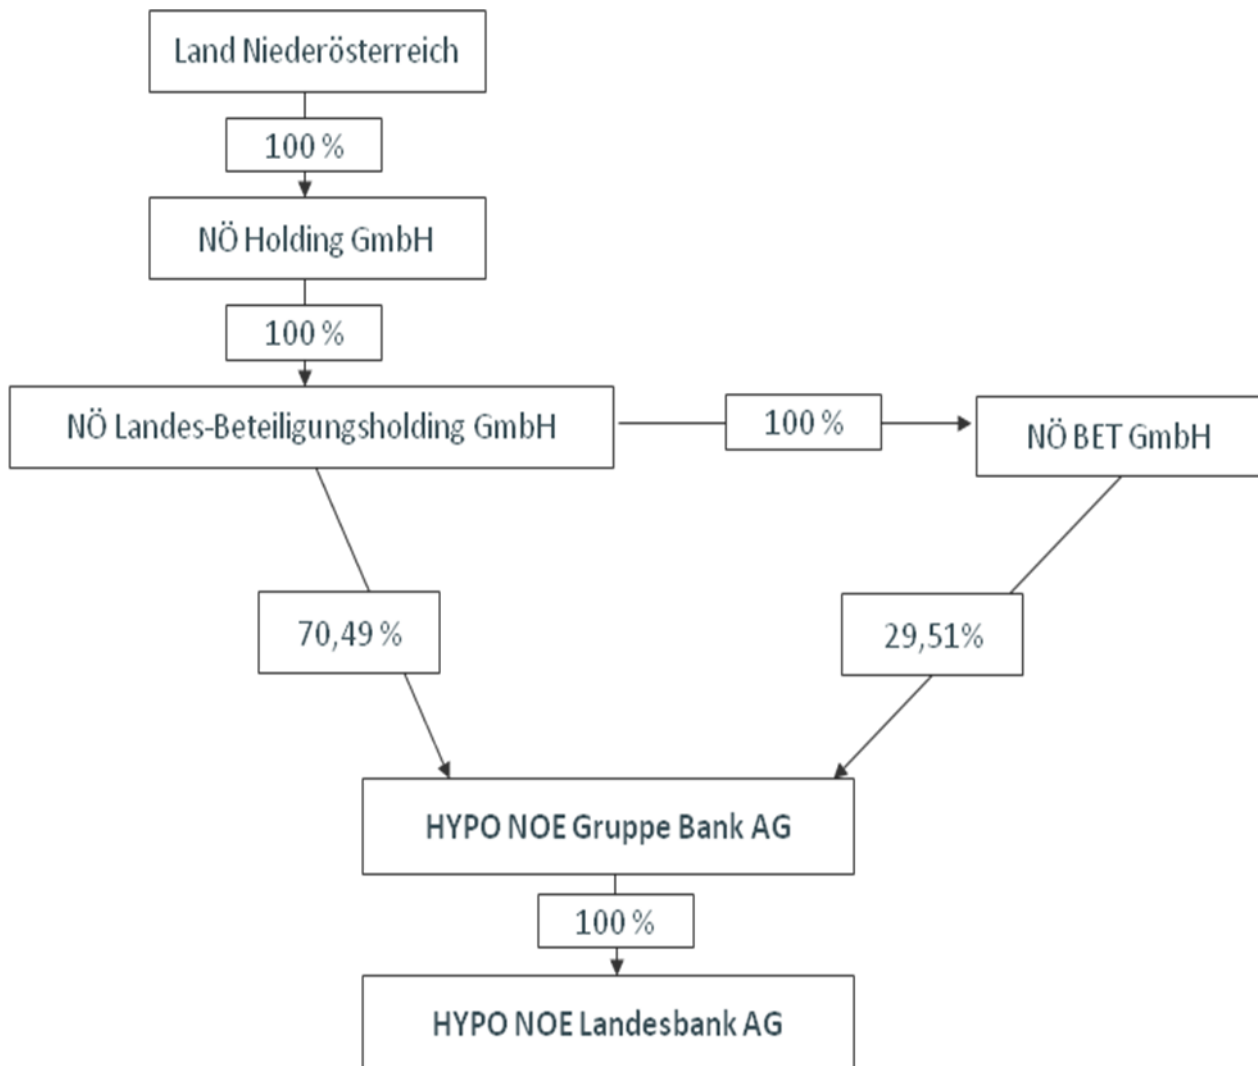 Land Niederösterreich
100 %
NÖ Holding GmbH
100 %
NÖ Landes-Beteiligungsholding GmbH
100 %
NÖ BET GmbH
70,49 %
29,51%
HYPO NOE Gruppe Bank AG
100 %
HYPO NOE Landesbank AG